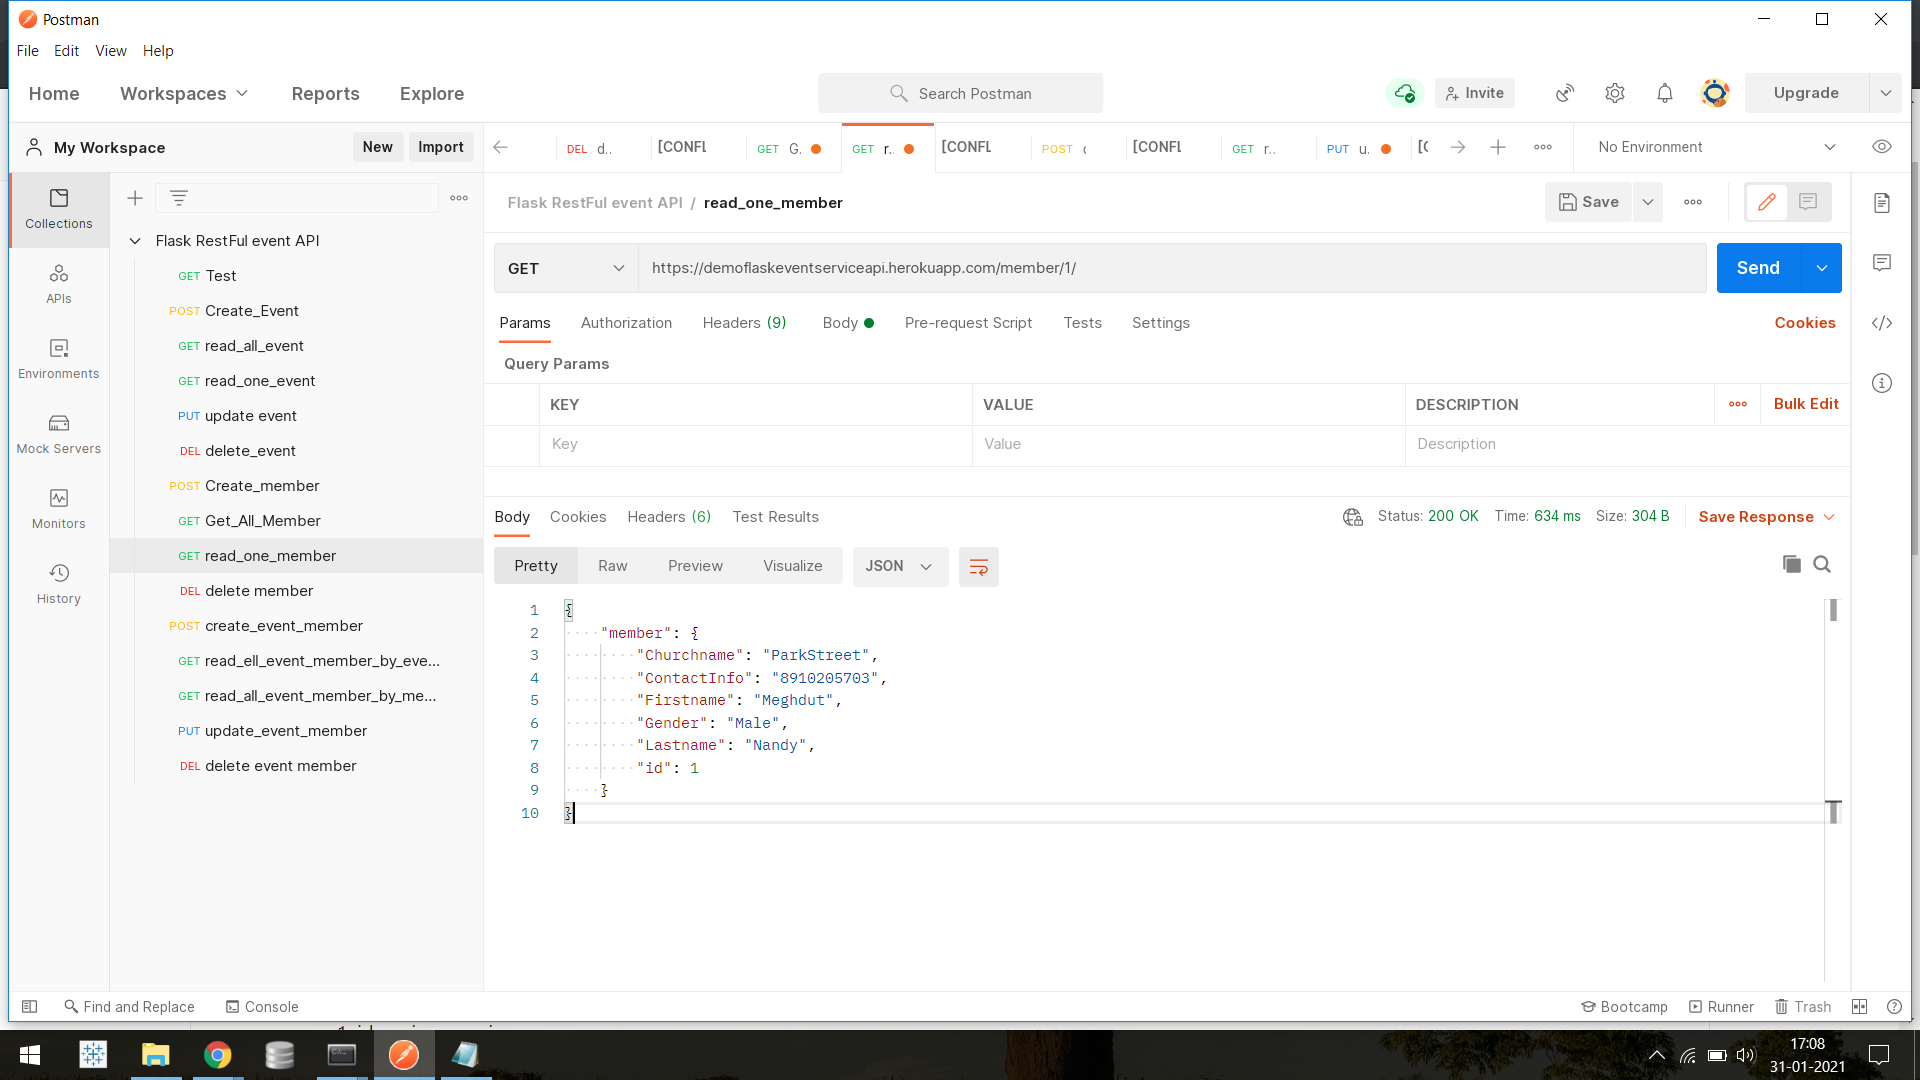 Postman
File Edit View Help
Home Workspaces Reports Explore Search Postman Invite Upgrade
My Workspace New Import
DEL d.. [CONFL GET G. GET r. [CONFL POST [CONFL GET r.. PUT u. No Environment
Collections
APIs
Environments
Mock Servers
Monitors
History
Flask RestFul event API
GET Test
POST Create_Event
GET read_all_event
GET read_one_event
PUT update event
DEL delete_event
POST Create_member
GET Get_All_Member
GET read_one_member
DEL delete member
POST create_event_member
GET read_ell_event_member_by_eve...
GET read_all_event_member_by_me...
PUT update_event_member
DEL delete event member
Flask RestFul event API / read_one_member Save
GET https://demoflaskeventserviceapi.herokuapp.com/member/1/ Send
Params Authorization Headers (9) Body Pre-request Script Tests Settings Cookies
Query Params
KEY VALUE DESCRIPTION Bulk Edit
Key Value Description
Body Cookies Headers (6) Test Results Status: 200 OK Time: 634 ms Size: 304 B Save Response
Pretty Raw Preview Visualize JSON
1 {
2 "member": {
3 "Churchname": "ParkStreet",
4 "ContactInfo": "8910205703",
5 "Firstname": "Meghdut",
6 "Gender": "Male",
7 "Lastname": "Nandy",
8 "id": 1
9 }
10 }
Find and Replace Console Bootcamp Runner Trash
17:08
31-01-2021